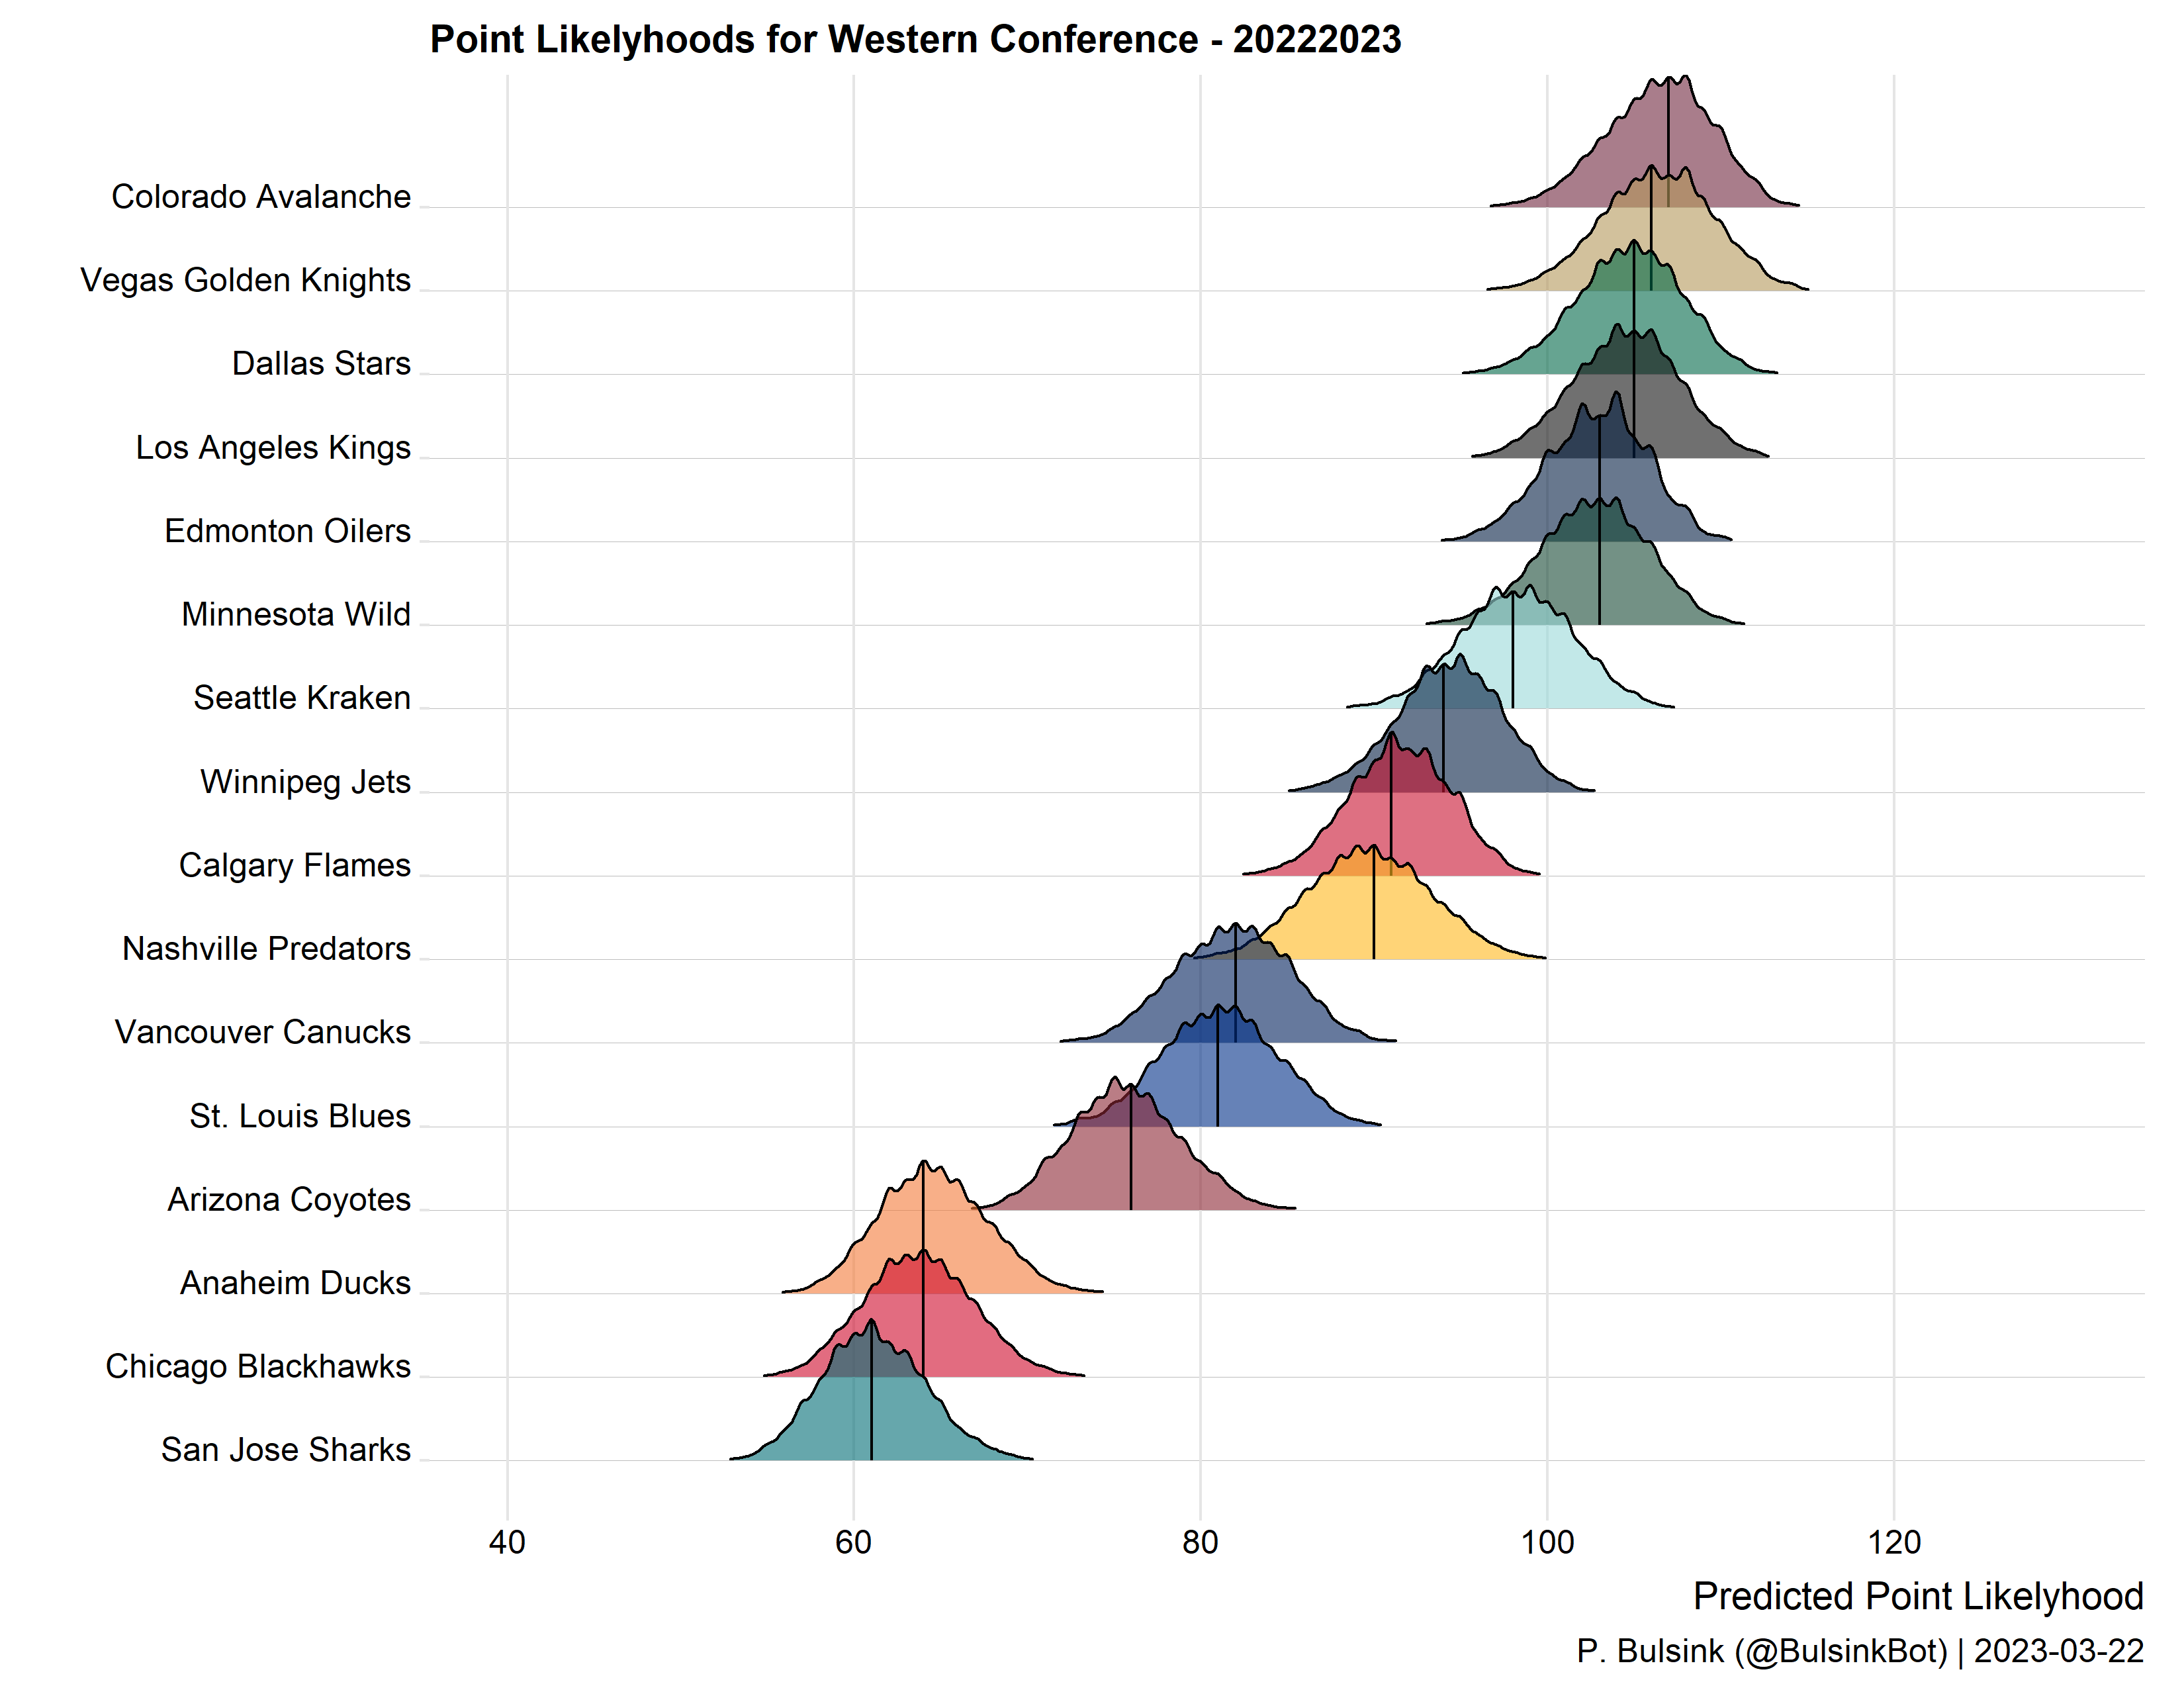 Point Likelyhoods for Western Conference - 20222023
Colorado Avalanche
Vegas Golden Knights
Dallas Stars
Los Angeles Kings
Edmonton Oilers
Minnesota Wild
Seattle Kraken
Winnipeg Jets
Calgary Flames
Nashville Predators
Vancouver Canucks
St. Louis Blues
Arizona Coyotes
Anaheim Ducks
Chicago Blackhawks
San Jose Sharks
40 60 80 100 120
Predicted Point Likelyhood
P. Bulsink (@BulsinkBot) | 2023-03-22